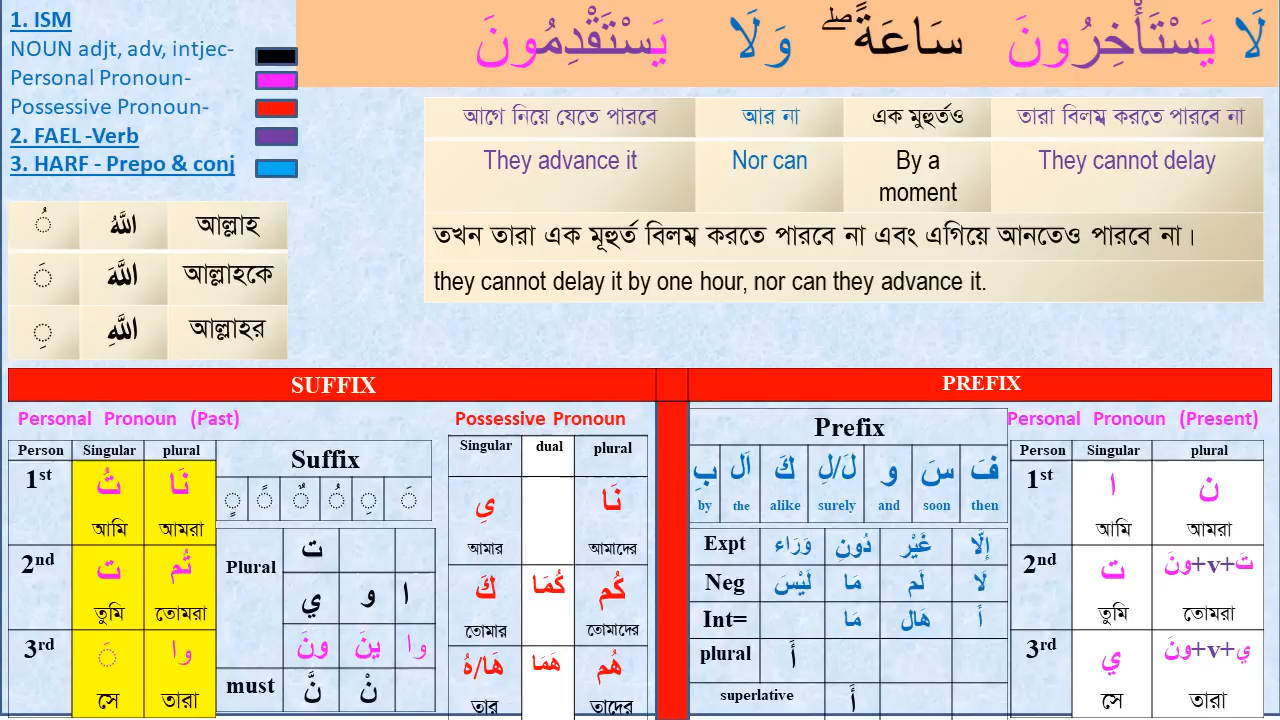 1. ISM
NOUN adjt, adv, intjec-
Personal Pronoun-
Possessive Pronoun-
2. FAEL -Verb
3. HARF - Prepo & conj
لَا يَسْتَأْخِرُونَ سَاعَةً ۖ وَلَا يَسْتَقْدِمُونَ
আগে নিয়ে যেতে পারবে আর না এক মুহুর্তও তারা বিলম্ব করতে পারবে না
They advance it Nor can By a moment They cannot delay
তখন তারা এক মূহুর্ত বিলম্ব করতে পারবে না এবং এগিয়ে আনতেও পারবে না।
they cannot delay it by one hour, nor can they advance it.
ُ اللَّهُ আল্লাহ
َ اللَّهَ আল্লাহকে
ِ اللَّهِ আল্লাহর
SUFFIX
Personal Pronoun (Past)
Person Singular plural
1st تُ نَا
আমি আমরা
2nd ت تُم
তুমি তোমরা
3rd َ وا
সে তারা
Suffix
ٍ ً ٌ ُ ِ َ
Plural ت
ي و ا
ونَ ينَ وا
must نَّ نْ
Possessive Pronoun
Singular dual plural
يِ نَا
আমার আমাদের
كَ كُمَا كُم
তোমার তোমাদের
هَا/هُ هَمَا هُم
তার তাদের
PREFIX
Prefix
بِ اَل كَ لَ/لِ و سَ فَ
by the alike surely and soon then
Expt وَرَاء دُونِ غَيْر إِلَّا
Neg لَيْسَ مَا لَم لَا
Int= مَا هَال أَ
plural أَ
superlative أَ
Personal Pronoun (Present)
Person Singular plural
1st ا ن
আমি আমরা
2nd ت تَ+v+ونَ
তুমি তোমরা
3rd ي ي+v+ونَ
সে তারা